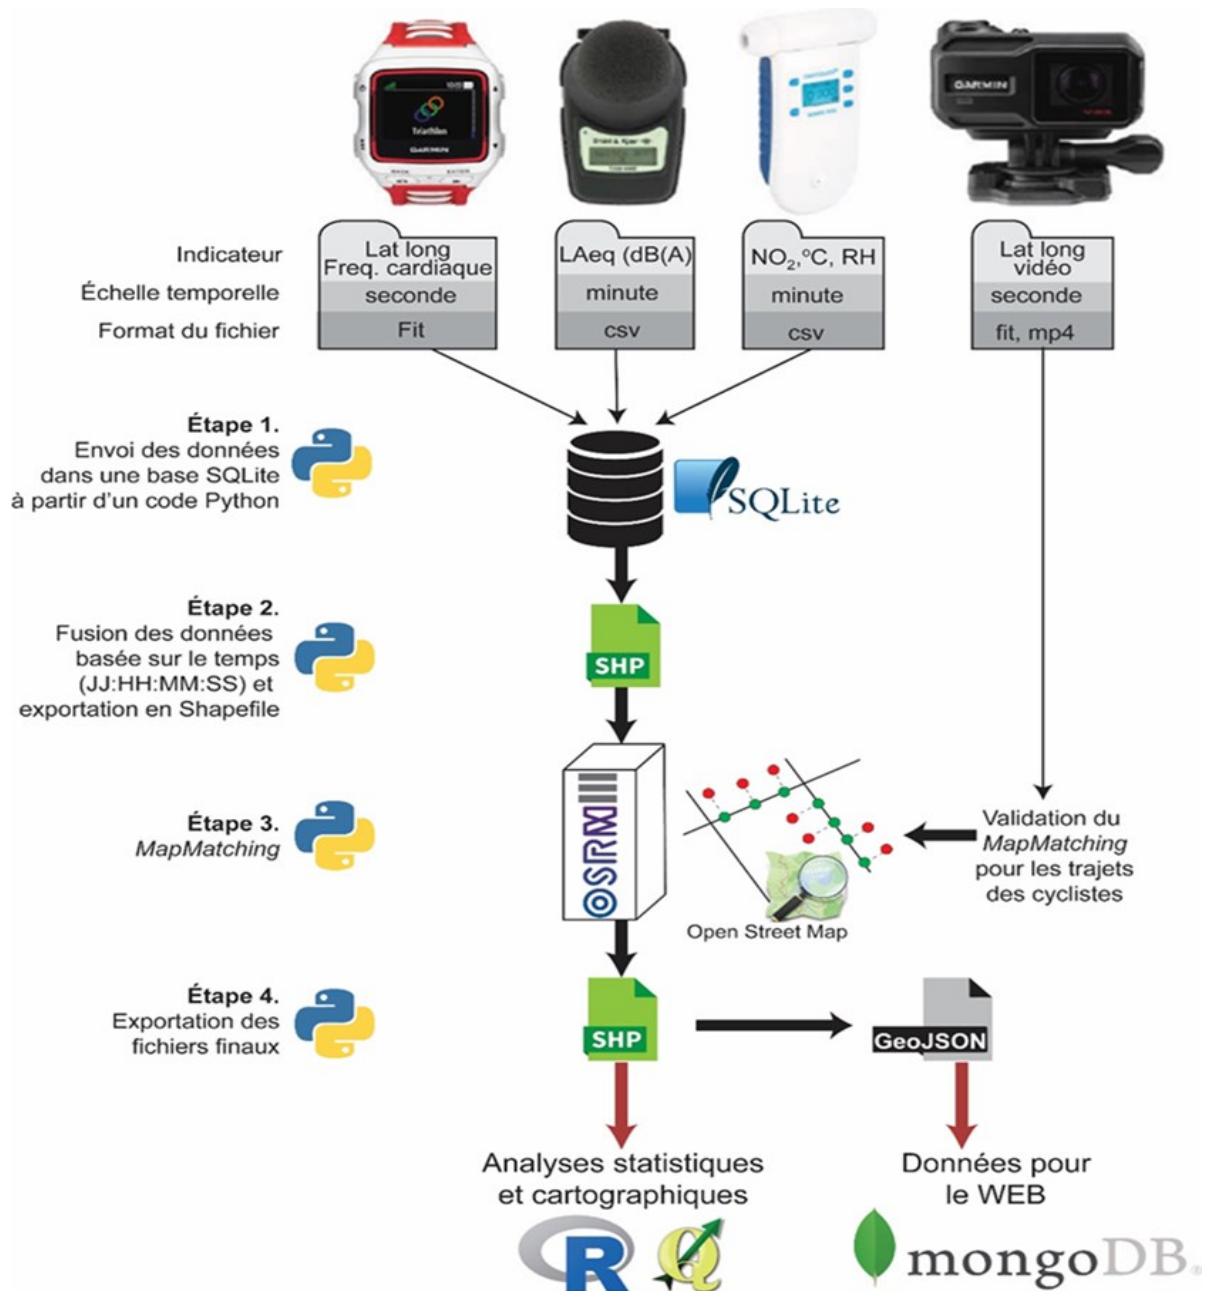 Triathlon
GARMIN
GARMIN
Indicateur
Lat long
Freq. cardiaque
LAeq (dB(A)
NO₂,°C, RH
Lat long
vidéo
Échelle temporelle
seconde
minute
minute
seconde
Format du fichier
Fit
csv
csv
fit, mp4
Étape 1.
Envoi des données
dans une base SQLite
à partir d'un code Python
SQLite
Étape 2.
Fusion des données
basée sur le temps
(JJ:HH:MM:SS) et
exportation en Shapefile
SHP
Étape 3.
MapMatching
OSRM
Open Street Map
Validation du
MapMatching
pour les trajets
des cyclistes
Étape 4.
Exportation des
fichiers finaux
SHP
GeoJSON
Analyses statistiques
et cartographiques
Données pour
le WEB
R
Q
mongoDB®